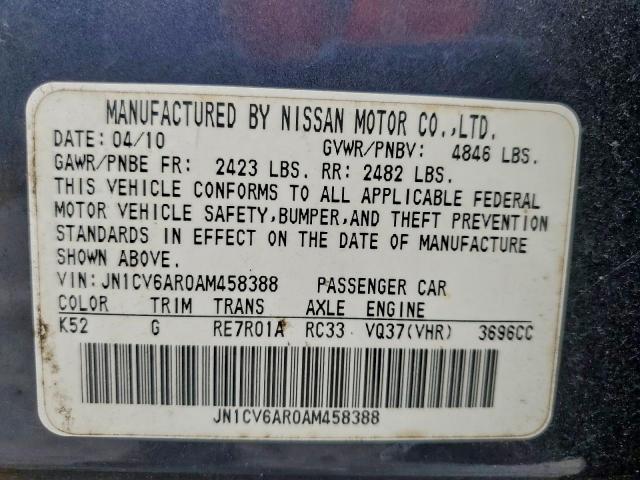 MANUFACTURED BY NISSAN MOTOR CO.,LTD.
DATE: 04/10 GVWR/PNBV: 4846 LBS.
GAWR/PNBE FR: 2423 LBS. RR: 2482 LBS.
THIS VEHICLE CONFORMS TO ALL APPLICABLE FEDERAL
MOTOR VEHICLE SAFETY,BUMPER,AND THEFT PREVENTION
STANDARDS IN EFFECT ON THE DATE OF MANUFACTURE
SHOWN ABOVE.
VIN:JN1CV6AR0AM458388 PASSENGER CAR
COLOR TRIM TRANS AXLE ENGINE
K52 G RE7R01A RC33 VQ37(VHR) 3696CC
JN1CV6AR0AM458388